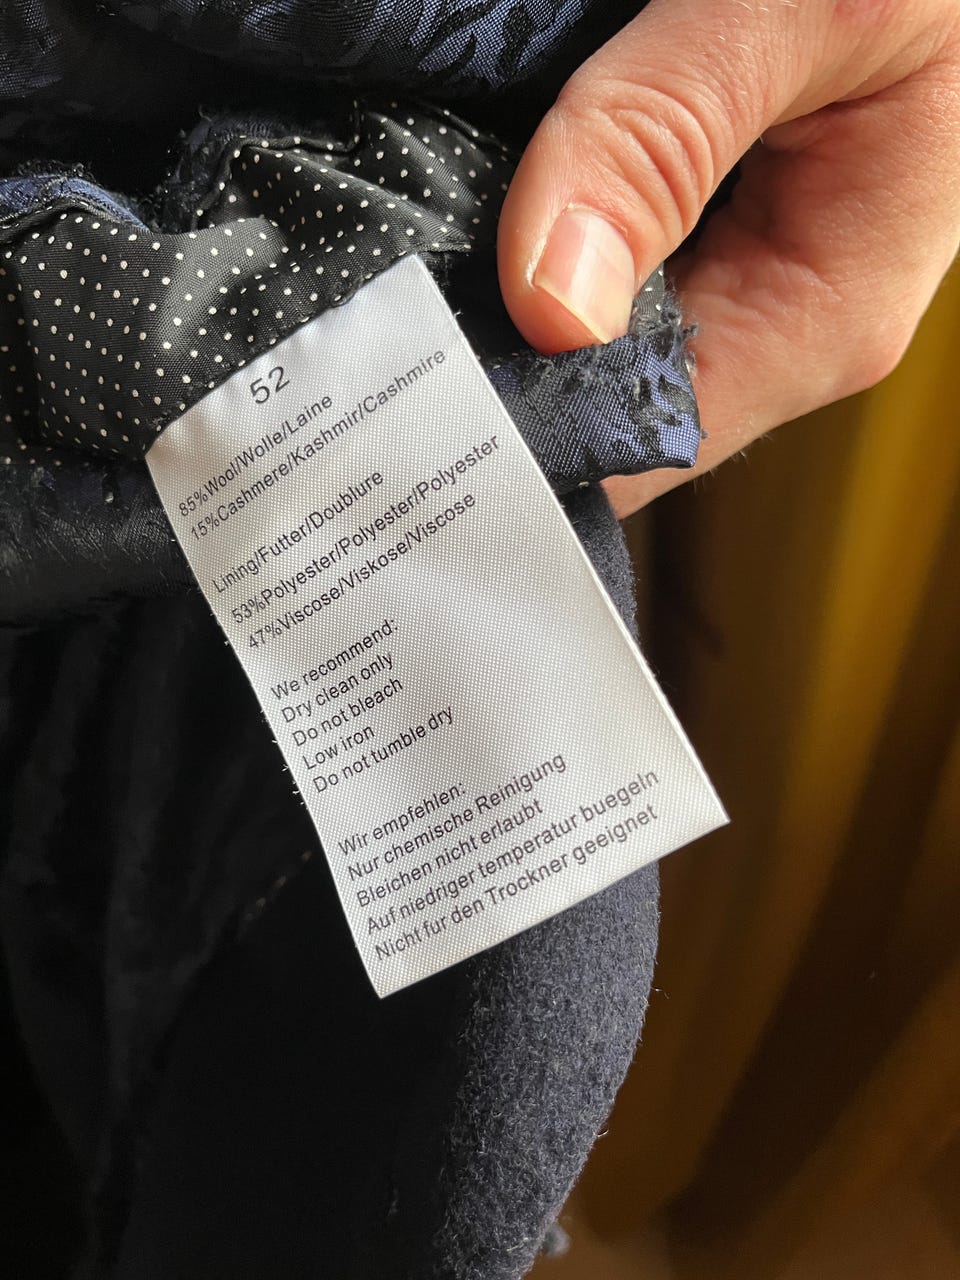 52
85%Wool/Wolle/Laine
15%Cashmere/Kashmir/Cashmire
Lining/Futter/Doublure
53%Polyester/Polyester/Polyester
47%Viscose/Viskose/Viscose
We recommend:
Dry clean only
Do not bleach
Low iron
Do not tumble dry
Wir empfehlen:
Nur chemische Reinigung
Bleichen nicht erlaubt
Auf niedriger temperatur buegeln
Nicht fur den Trockner geeignet